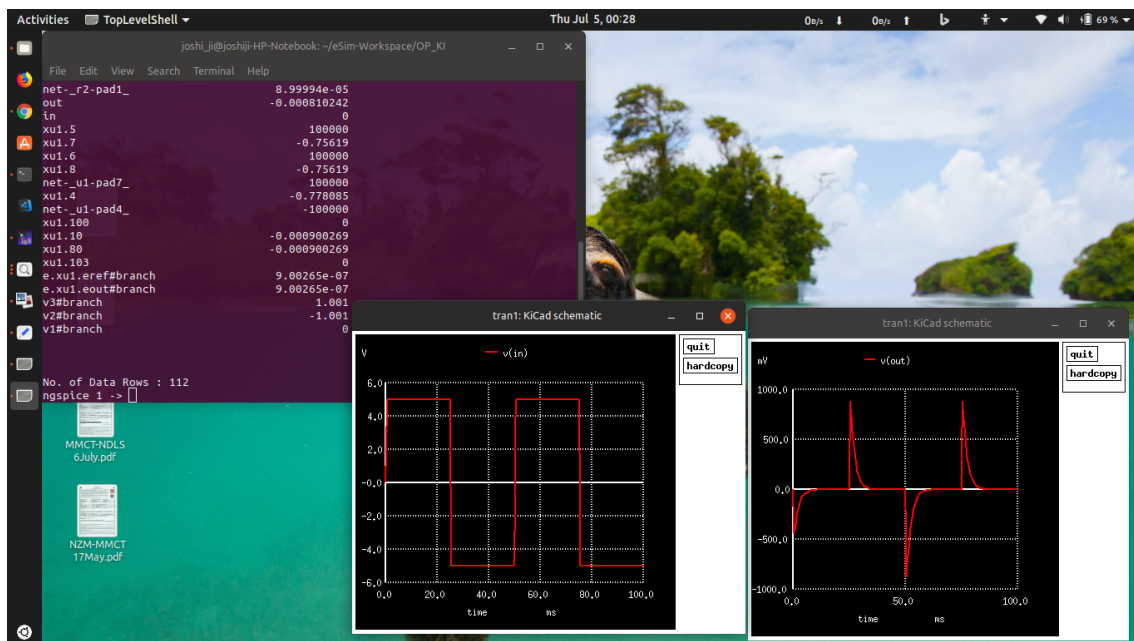 Activities TopLevelShell Thu Jul 5, 00:28 0B/s 0B/s 69 %
joshi_ji@joshiji-HP-Notebook: ~/eSim-Workspace/OP_KI
File Edit View Search Terminal Help
net-_r2-pad1_ 8.99994e-05
out -0.000810242
in 0
xu1.5 100000
xu1.7 -0.75619
xu1.6 100000
xu1.8 -0.75619
net-_u1-pad7_ 100000
xu1.4 -0.778085
net-_u1-pad4_ -100000
xu1.100 0
xu1.10 -0.000900269
xu1.80 -0.000900269
xu1.103 0
e.xu1.eref#branch 9.00265e-07
e.xu1.eout#branch 9.00265e-07
v3#branch 1.001
v2#branch -1.001
v1#branch 0
No. of Data Rows : 112
ngspice 1 ->
MMCT-NDLS
6July.pdf
NZM-MMCT
17May.pdf
tran1: KiCad schematic
quit
hardcopy
V v(in)
6.0
4.0
2.0
-0.0
-2.0
-4.0
-6.0
0.0 20.0 40.0 60.0 80.0 100.0
time ms
tran1: KiCad schematic
quit
hardcopy
mV v(out)
1000.0
500.0
0.0
-500.0
-1000.0
0.0 50.0 100.0
time ms